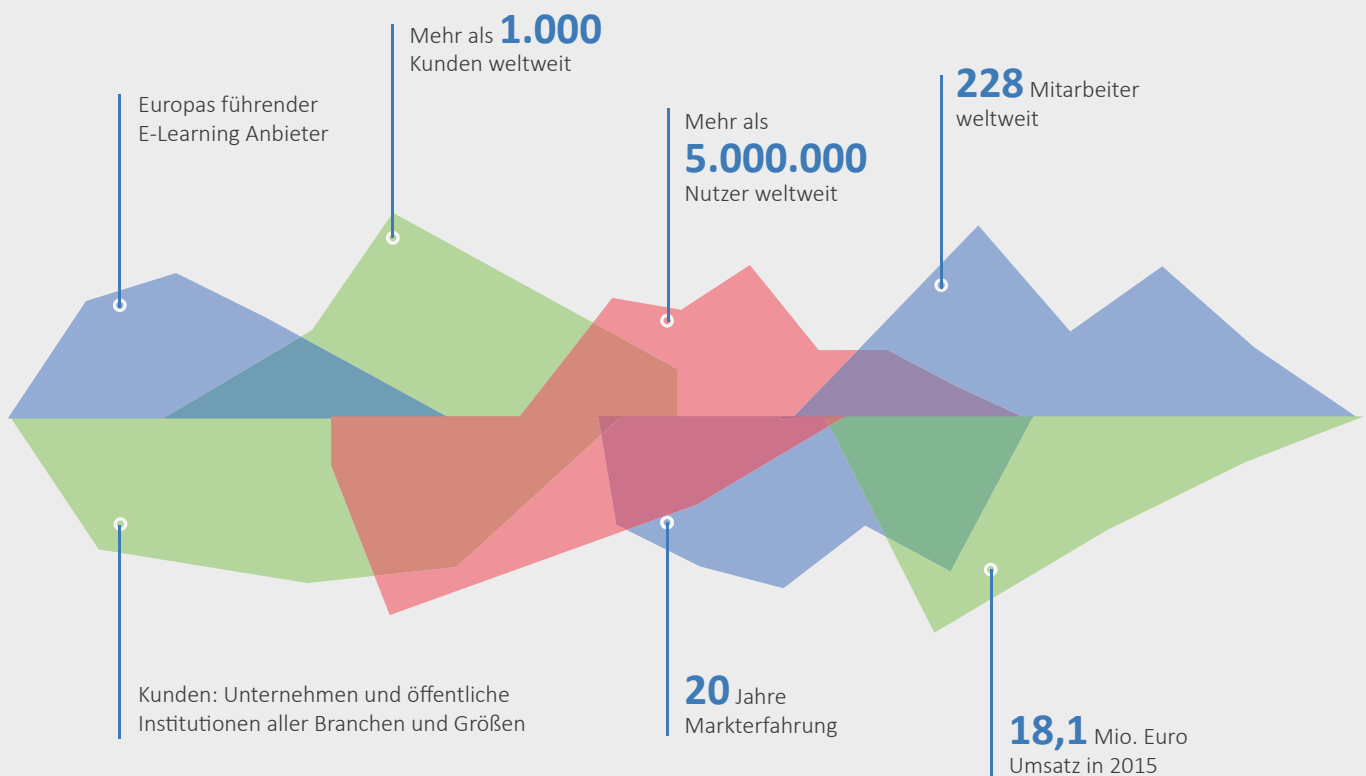 Mehr als 1.000
Kunden weltweit
Europas führender
E-Learning Anbieter
Mehr als
5.000.000
Nutzer weltweit
228 Mitarbeiter
weltweit
Kunden: Unternehmen und öffentliche
Institutionen aller Branchen und Größen
20 Jahre
Markterfahrung
18,1 Mio. Euro
Umsatz in 2015